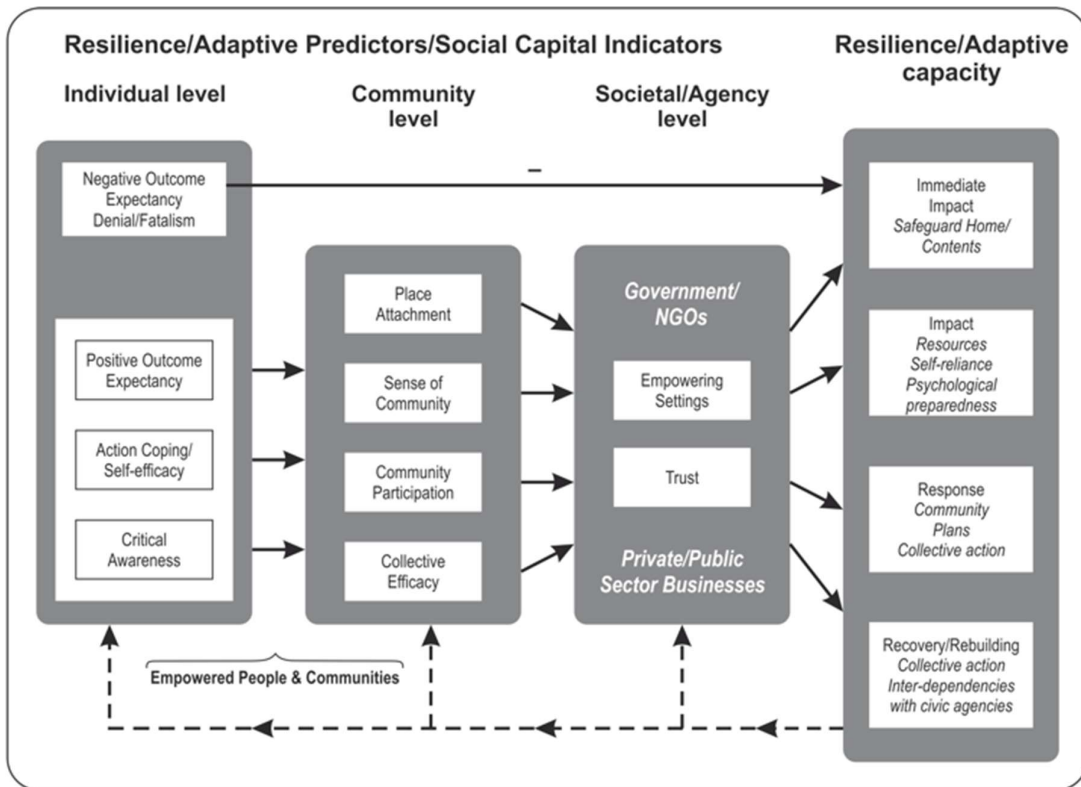 Resilience/Adaptive Predictors/Social Capital Indicators
Resilience/Adaptive
capacity
Individual level
Community
level
Societal/Agency
level
Negative Outcome
Expectancy
Denial/Fatalism
–
Positive Outcome
Expectancy
Action Coping/
Self-efficacy
Critical
Awareness
Place
Attachment
Sense of
Community
Community
Participation
Collective
Efficacy
Government/
NGOs
Empowering
Settings
Trust
Private/Public
Sector Businesses
Immediate
Impact
Safeguard Home/
Contents
Impact
Resources
Self-reliance
Psychological
preparedness
Response
Community
Plans
Collective action
Recovery/Rebuilding
Collective action
Inter-dependencies
with civic agencies
Empowered People & Communities